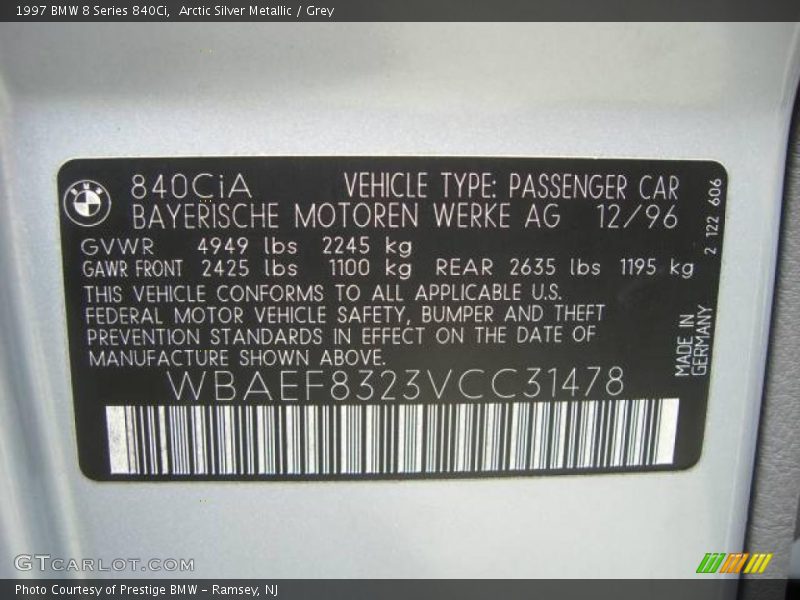 1997 BMW 8 Series 840Ci, Arctic Silver Metallic / Grey
BMW
840CiA VEHICLE TYPE: PASSENGER CAR
BAYERISCHE MOTOREN WERKE AG 12/96
GVWR 4949 lbs 2245 kg
GAWR FRONT 2425 lbs 1100 kg REAR 2635 lbs 1195 kg
THIS VEHICLE CONFORMS TO ALL APPLICABLE U.S.
FEDERAL MOTOR VEHICLE SAFETY, BUMPER AND THEFT
PREVENTION STANDARDS IN EFFECT ON THE DATE OF
MANUFACTURE SHOWN ABOVE.
WBAEF8323VCC31478
2 122 606
MADE IN
GERMANY
GTCARLOT.COM
Photo Courtesy of Prestige BMW - Ramsey, NJ